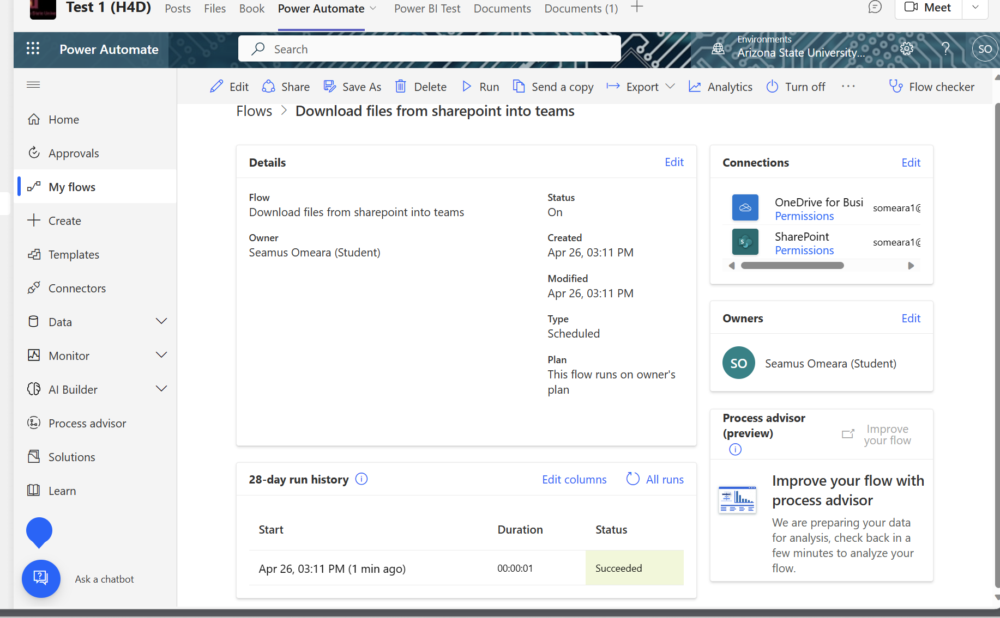 Test 1 (H4D) Posts Files Book Power Automate Power BI Test Documents Documents (1) Meet
Power Automate Search Environments
Arizona State University... SO
Edit Share Save As Delete Run Send a copy Export Analytics Turn off ··· Flow checker
Flows > Download files from sharepoint into teams
Home
Approvals
My flows
Create
Templates
Connectors
Data
Monitor
AI Builder
Process advisor
Solutions
Learn
Ask a chatbot
Details Edit
Flow
Download files from sharepoint into teams
Owner
Seamus Omeara (Student)
Status
On
Created
Apr 26, 03:11 PM
Modified
Apr 26, 03:11 PM
Type
Scheduled
Plan
This flow runs on owner's
plan
28-day run history Edit columns All runs
Start Duration Status
Apr 26, 03:11 PM (1 min ago) 00:00:01 Succeeded
Connections Edit
OneDrive for Busi someara1@
Permissions
SharePoint someara1@
Permissions
Owners Edit
SO Seamus Omeara (Student)
Process advisor
(preview)
Improve
your flow
Improve your flow with
process advisor
We are preparing your data
for analysis, check back in a
few minutes to analyze your
flow.